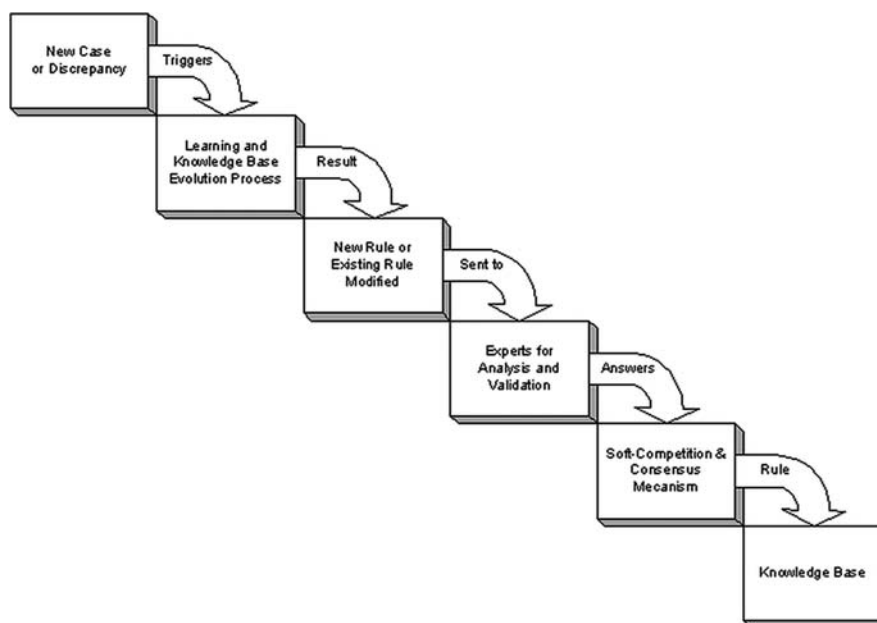 New Case
or Discrepancy
Triggers
Learning and
Knowledge Base
Evolution Process
Result
New Rule or
Existing Rule
Modified
Sent to
Experts for
Analysis and
Validation
Answers
Soft-Competition &
Consensus
Mecanism
Rule
Knowledge Base